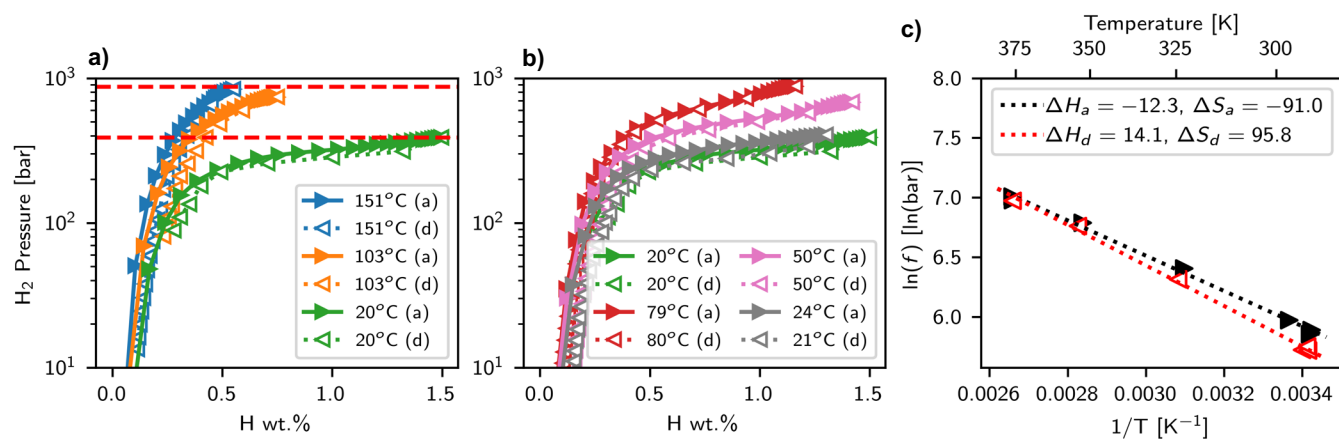 a)
H₂ Pressure [bar]
10³
10²
10¹
0.0 0.5 1.0 1.5
H wt.%
151°C (a)
151°C (d)
103°C (a)
103°C (d)
20°C (a)
20°C (d)
b)
10³
10²
10¹
0.0 0.5 1.0 1.5
H wt.%
20°C (a)
20°C (d)
79°C (a)
80°C (d)
50°C (a)
50°C (d)
24°C (a)
21°C (d)
c)
Temperature [K]
375 350 325 300
ln(f) [ln(bar)]
8.0
7.5
7.0
6.5
6.0
ΔHₐ = −12.3, ΔSₐ = −91.0
ΔH_d = 14.1, ΔS_d = 95.8
0.0026 0.0028 0.0030 0.0032 0.0034
1/T [K⁻¹]